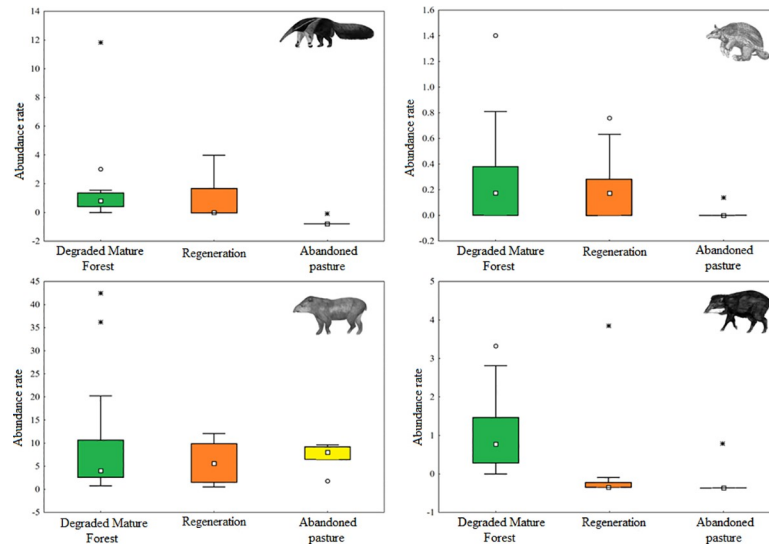 Abundance rate
14
12
10
8
6
4
2
0
-2
Degraded Mature
Forest
Regeneration
Abandoned
pasture
Abundance rate
1.6
1.4
1.2
1.0
0.8
0.6
0.4
0.2
0.0
-0.2
Degraded Mature
Forest
Regeneration
Abandoned
pasture
Abundance rate
45
40
35
30
25
20
15
10
5
0
-5
Degraded Mature
Forest
Regeneration
Abandoned
pasture
Abundance rate
5
4
3
2
1
0
-1
Degraded Mature
Forest
Regeneration
Abandoned
pasture